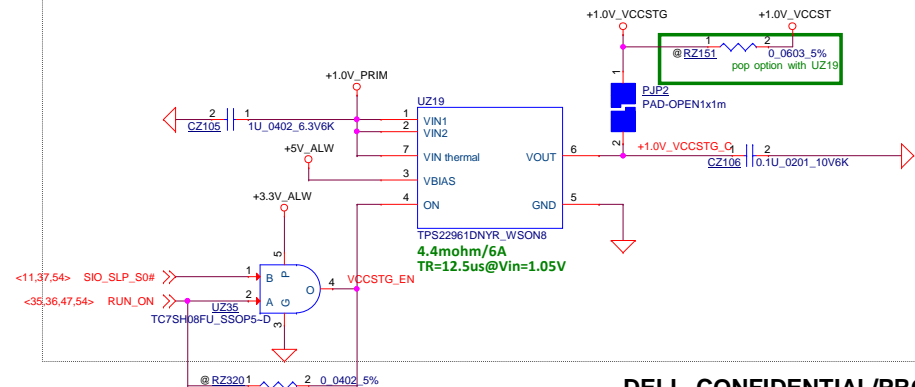 +1.0V_VCCSTG
+1.0V_VCCST
@ RZ151 1 2 0_0603_5%
pop option with UZ19
+1.0V_PRIM
1
PJP2
PAD-OPEN1x1m
2
UZ19
2 1
CZ105 1U_0402_6.3V6K
1 VIN1
2 VIN2
+5V_ALW
7 VIN thermal
VOUT 6
+1.0V_VCCSTG_C
1 2
CZ106 0.1U_0201_10V6K
3 VBIAS
+3.3V_ALW
4 ON
GND 5
TPS22961DNYR_WSON8
4.4mohm/6A
TR=12.5us@Vin=1.05V
5
P
<11,37,54> SIO_SLP_S0# 1 B
O 4 VCCSTG_EN
<35,36,47,54> RUN_ON 2 A
G
UZ35
TC7SH08FU_SSOP5~D
3
@ RZ320 1 2 0_0402_5%